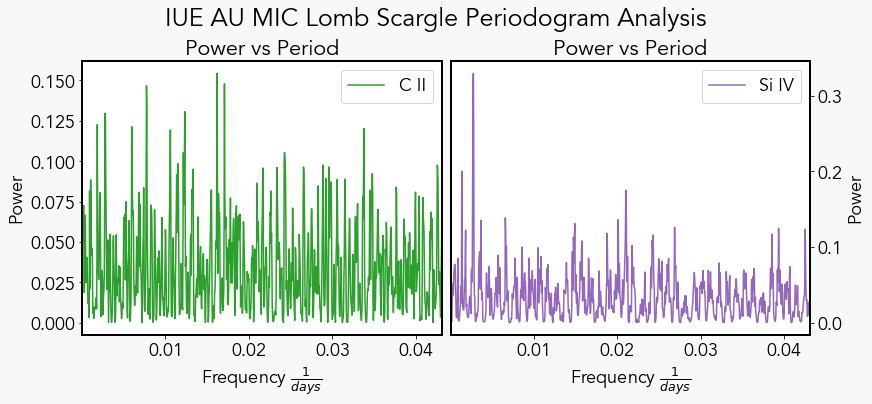 IUE AU MIC Lomb Scargle Periodogram Analysis
Power vs Period
Power vs Period
C II
Si IV
0.150
0.125
0.100
0.075
0.050
0.025
0.000
Power
0.3
0.2
0.1
0.0
Power
0.01 0.02 0.03 0.04
0.01 0.02 0.03 0.04
Frequency 1/days
Frequency 1/days